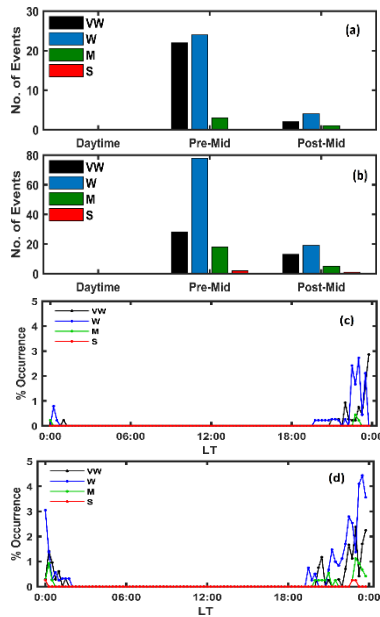 30
20
10
0
No. of Events
VW
W
M
S
(a)
Daytime Pre-Mid Post-Mid
80
60
40
20
0
No. of Events
VW
W
M
S
(b)
Daytime Pre-Mid Post-Mid
5
4
3
2
1
0
% Occurrence
VW
W
M
S
(c)
0:00 06:00 12:00 18:00 0:00
LT
5
4
3
2
1
0
% Occurrence
VW
W
M
S
(d)
0:00 06:00 12:00 18:00 0:00
LT